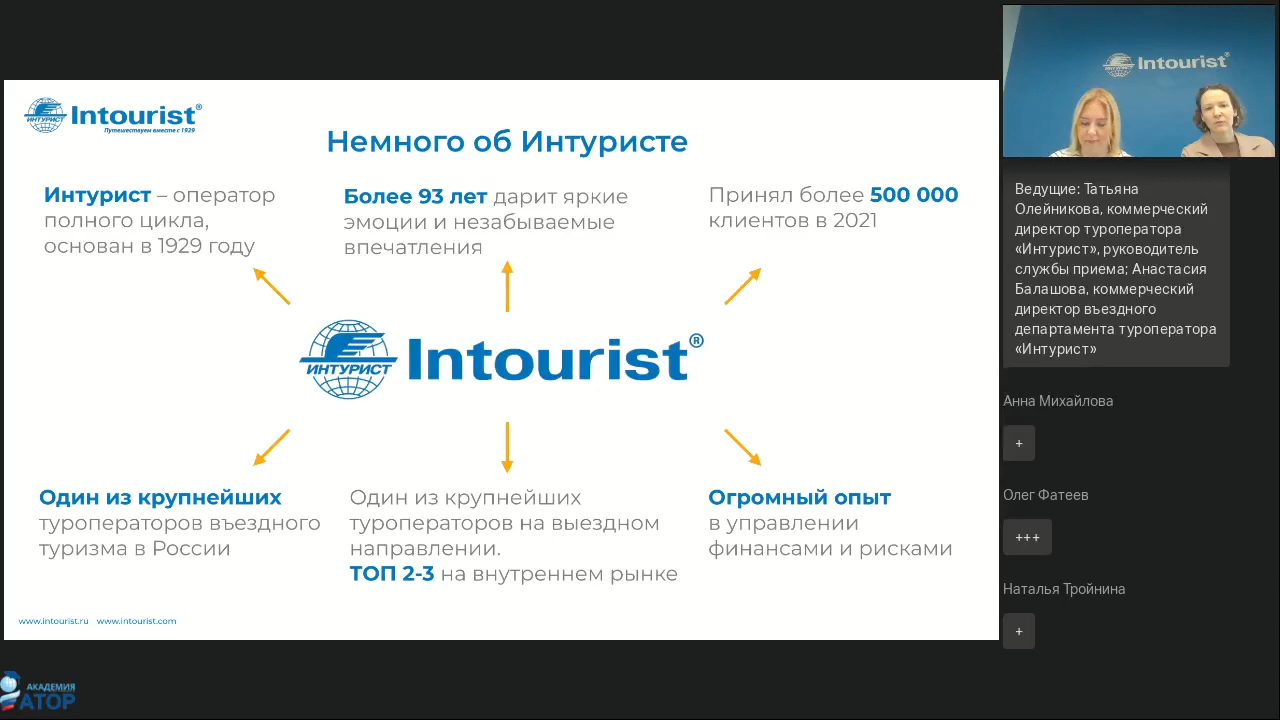 ИНТУРИСТ
Intourist®
Путешествуем вместе с 1929
Немного об Интуристе
Интурист – оператор
полного цикла,
основан в 1929 году
Более 93 лет дарит яркие
эмоции и незабываемые
впечатления
Принял более 500 000
клиентов в 2021
ИНТУРИСТ
Intourist®
Один из крупнейших
туроператоров въездного
туризма в России
Один из крупнейших
туроператоров на выездном
направлении.
ТОП 2-3 на внутреннем рынке
Огромный опыт
в управлении
финансами и рисками
www.intourist.ru www.intourist.com
АКАДЕМИЯ
АТОР
ИНТУРИСТ
Intourist®
Ведущие: Татьяна
Олейникова, коммерческий
директор туроператора
«Интурист», руководитель
службы приема; Анастасия
Балашова, коммерческий
директор въездного
департамента туроператора
«Интурист»
Анна Михайлова
+
Олег Фатеев
+++
Наталья Тройнина
+